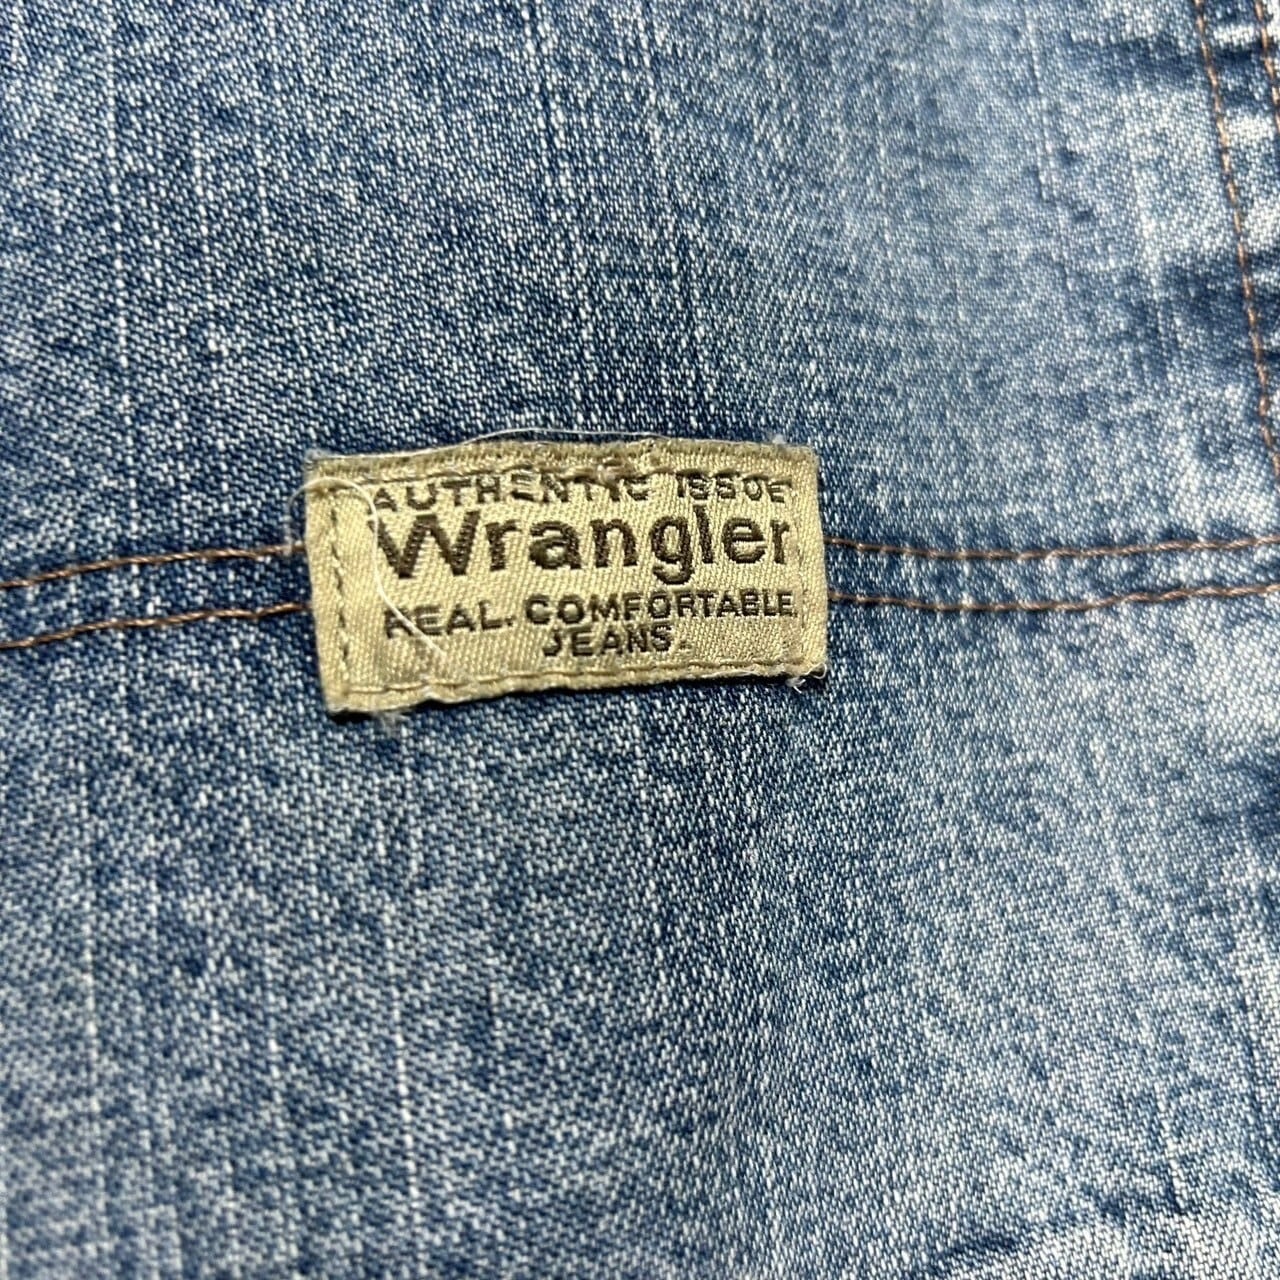 AUTHENTIC ISSUE
Wrangler
REAL. COMFORTABLE.
JEANS.